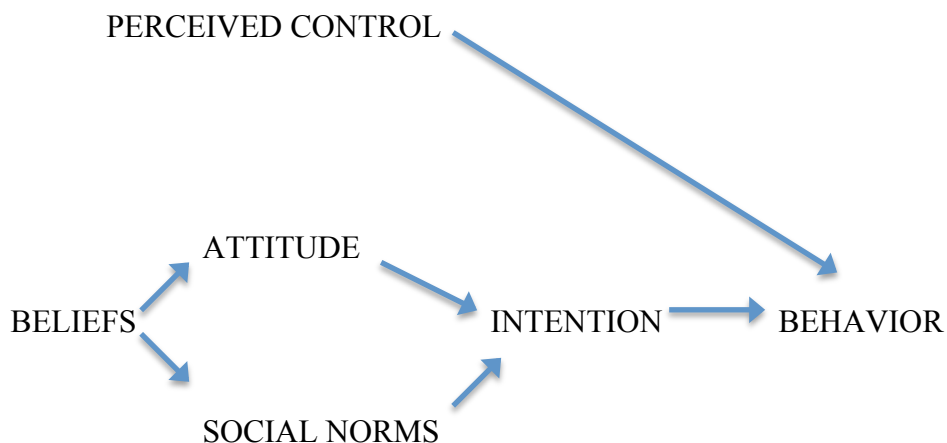 PERCEIVED CONTROL
ATTITUDE
BELIEFS
INTENTION
BEHAVIOR
SOCIAL NORMS